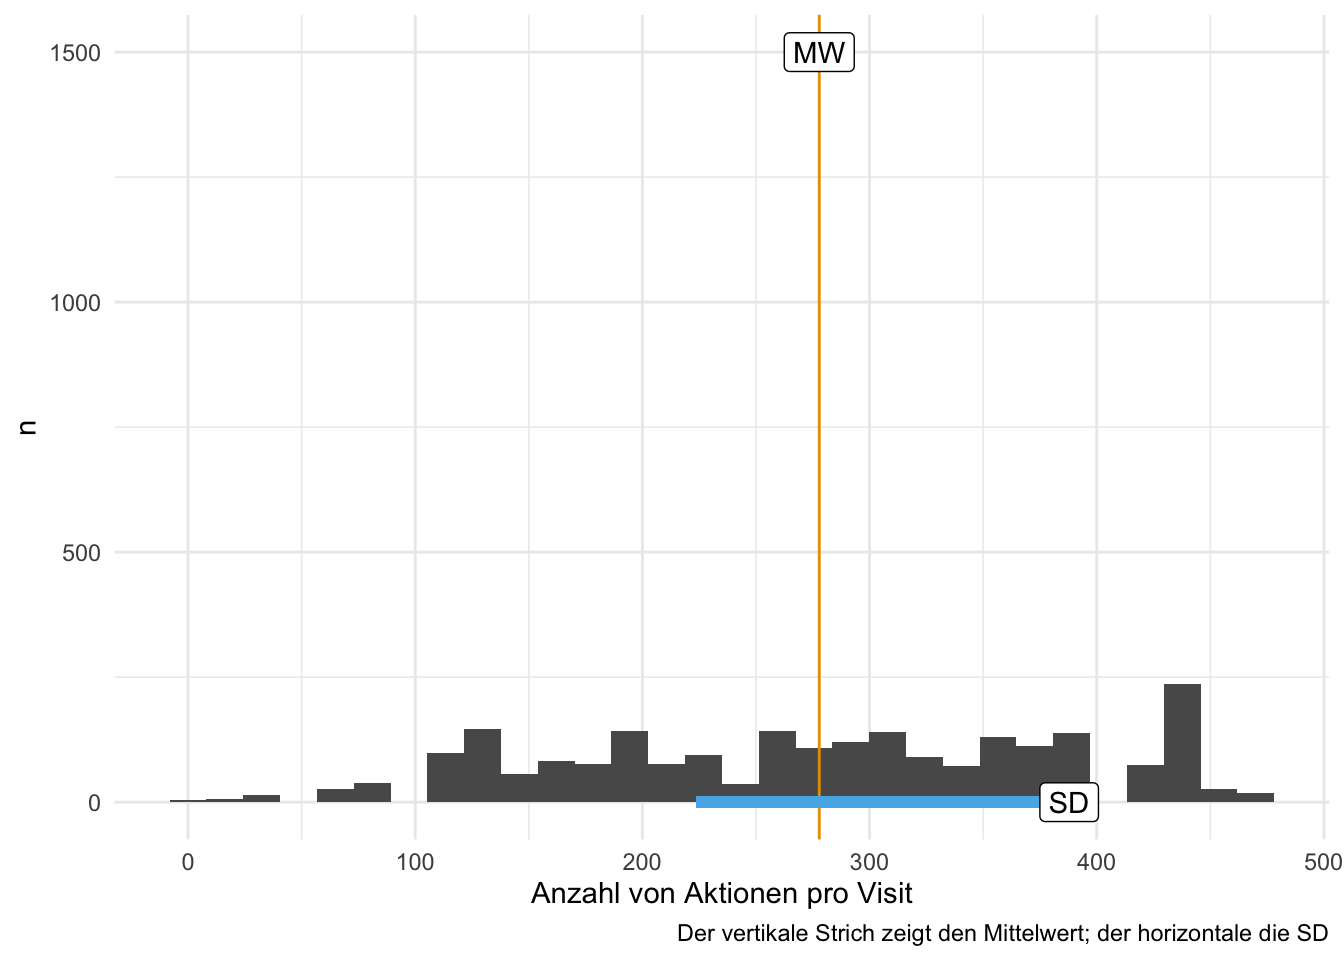 1500
1000
500
0
n
MW
SD
0 100 200 300 400 500
Anzahl von Aktionen pro Visit
Der vertikale Strich zeigt den Mittelwert; der horizontale die SD